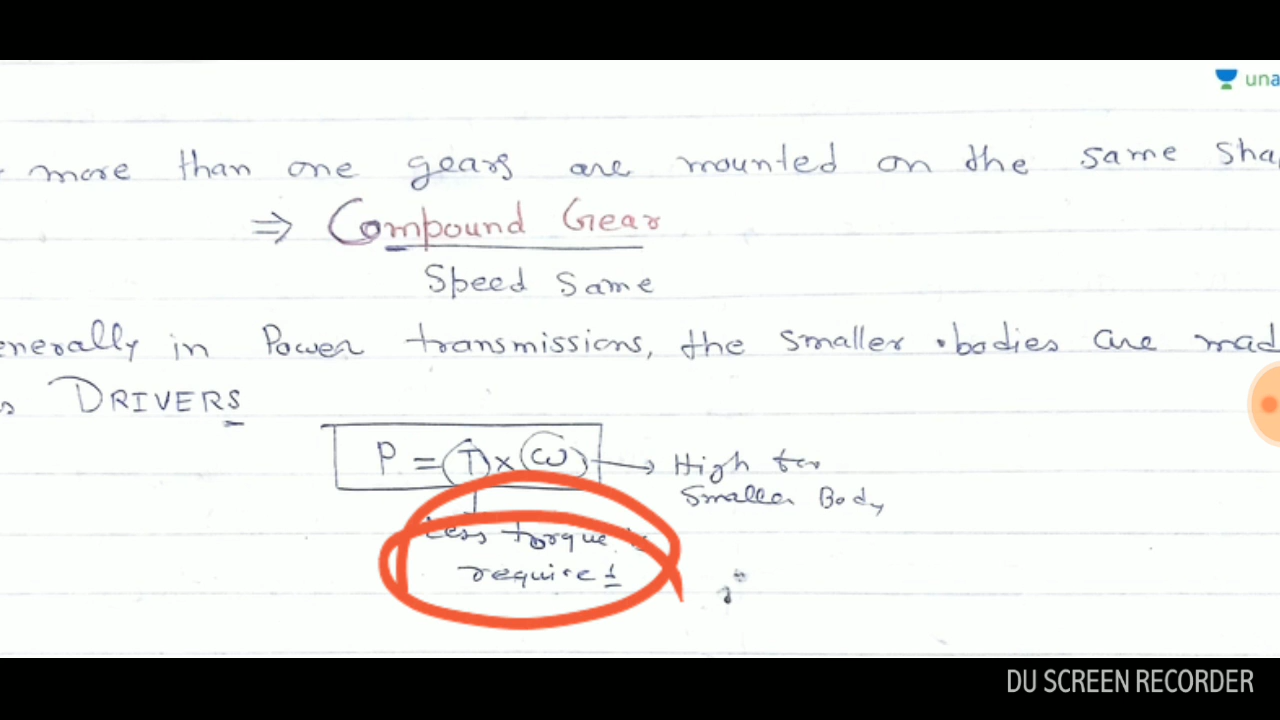 una
more than one gears are mounted on the same sha
⇒ Compound Gear
Speed Same
enerally in Power transmissions, the smaller bodies are mad
s DRIVERS
P = T × ω → High for
Smaller Body
Less torque is
required
DU SCREEN RECORDER